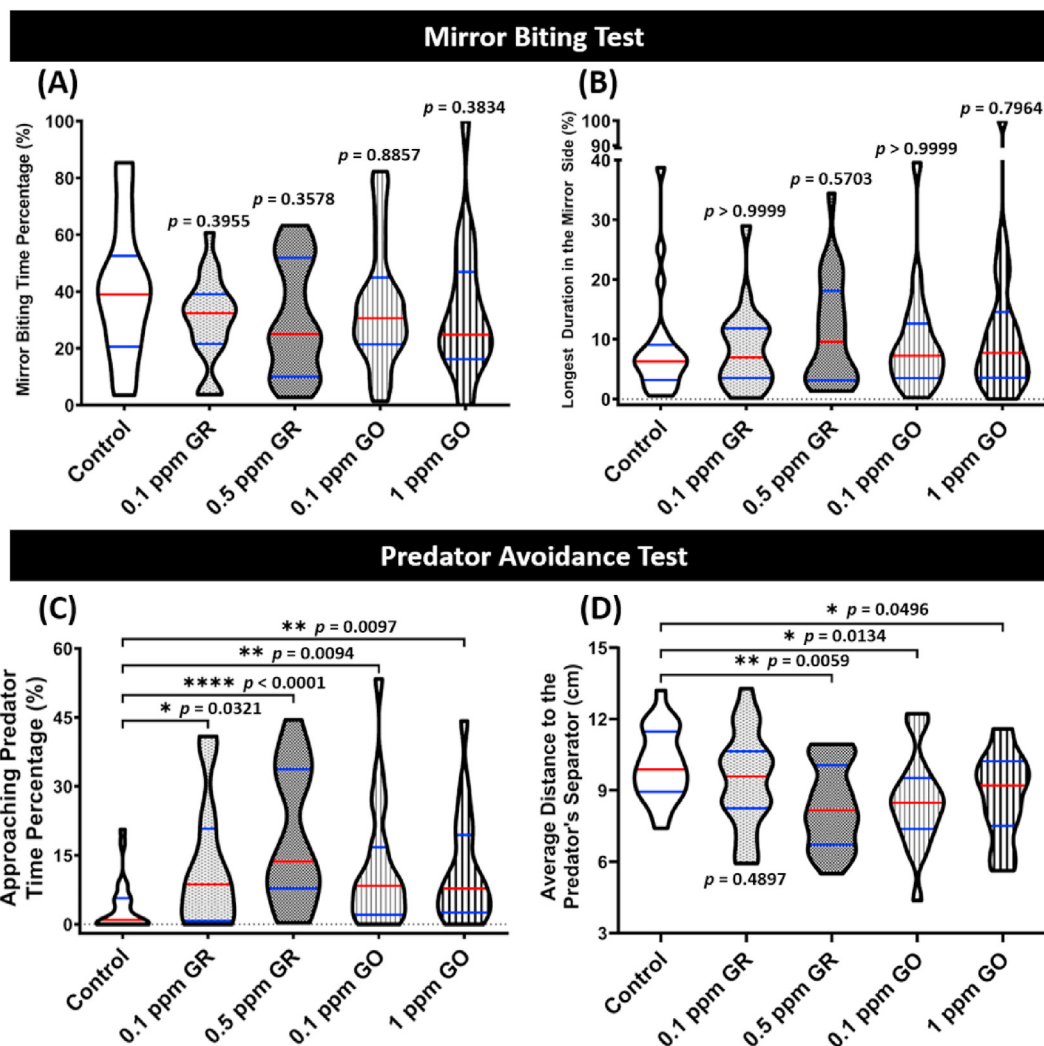 Mirror Biting Test
(A)
Mirror Biting Time Percentage (%)
100
80
60
40
20
0
p = 0.3955
p = 0.3578
p = 0.8857
p = 0.3834
Control
0.1 ppm GR
0.5 ppm GR
0.1 ppm GO
1 ppm GO
(B)
Longest Duration in the Mirror Side (%)
100
90
40
30
20
10
0
p > 0.9999
p = 0.5703
p > 0.9999
p = 0.7964
Control
0.1 ppm GR
0.5 ppm GR
0.1 ppm GO
1 ppm GO
Predator Avoidance Test
(C)
Approaching Predator
Time Percentage (%)
60
45
30
15
0
** p = 0.0097
** p = 0.0094
**** p < 0.0001
* p = 0.0321
Control
0.1 ppm GR
0.5 ppm GR
0.1 ppm GO
1 ppm GO
(D)
Average Distance to the
Predator's Separator (cm)
15
12
9
6
3
* p = 0.0496
* p = 0.0134
** p = 0.0059
p = 0.4897
Control
0.1 ppm GR
0.5 ppm GR
0.1 ppm GO
1 ppm GO